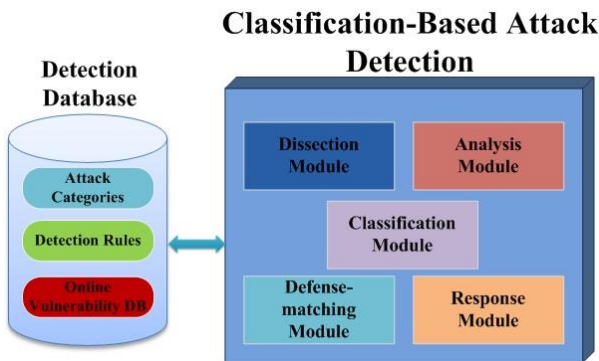 Classification-Based Attack
Detection
Detection
Database
Attack
Categories
Detection Rules
Online
Vulnerability DB
Dissection
Module
Analysis
Module
Classification
Module
Defense-
matching
Module
Response
Module